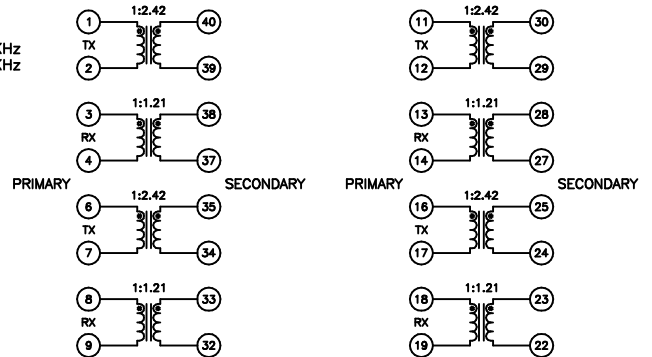 KHz
KHz
1:2.42
1
40
TX
2
39
1:1.21
3
38
RX
4
37
PRIMARY
SECONDARY
1:2.42
6
35
TX
7
34
1:1.21
8
33
RX
9
32
1:2.42
11
30
TX
12
29
1:1.21
13
28
RX
14
27
PRIMARY
SECONDARY
1:2.42
16
25
TX
17
24
1:1.21
18
23
RX
19
22